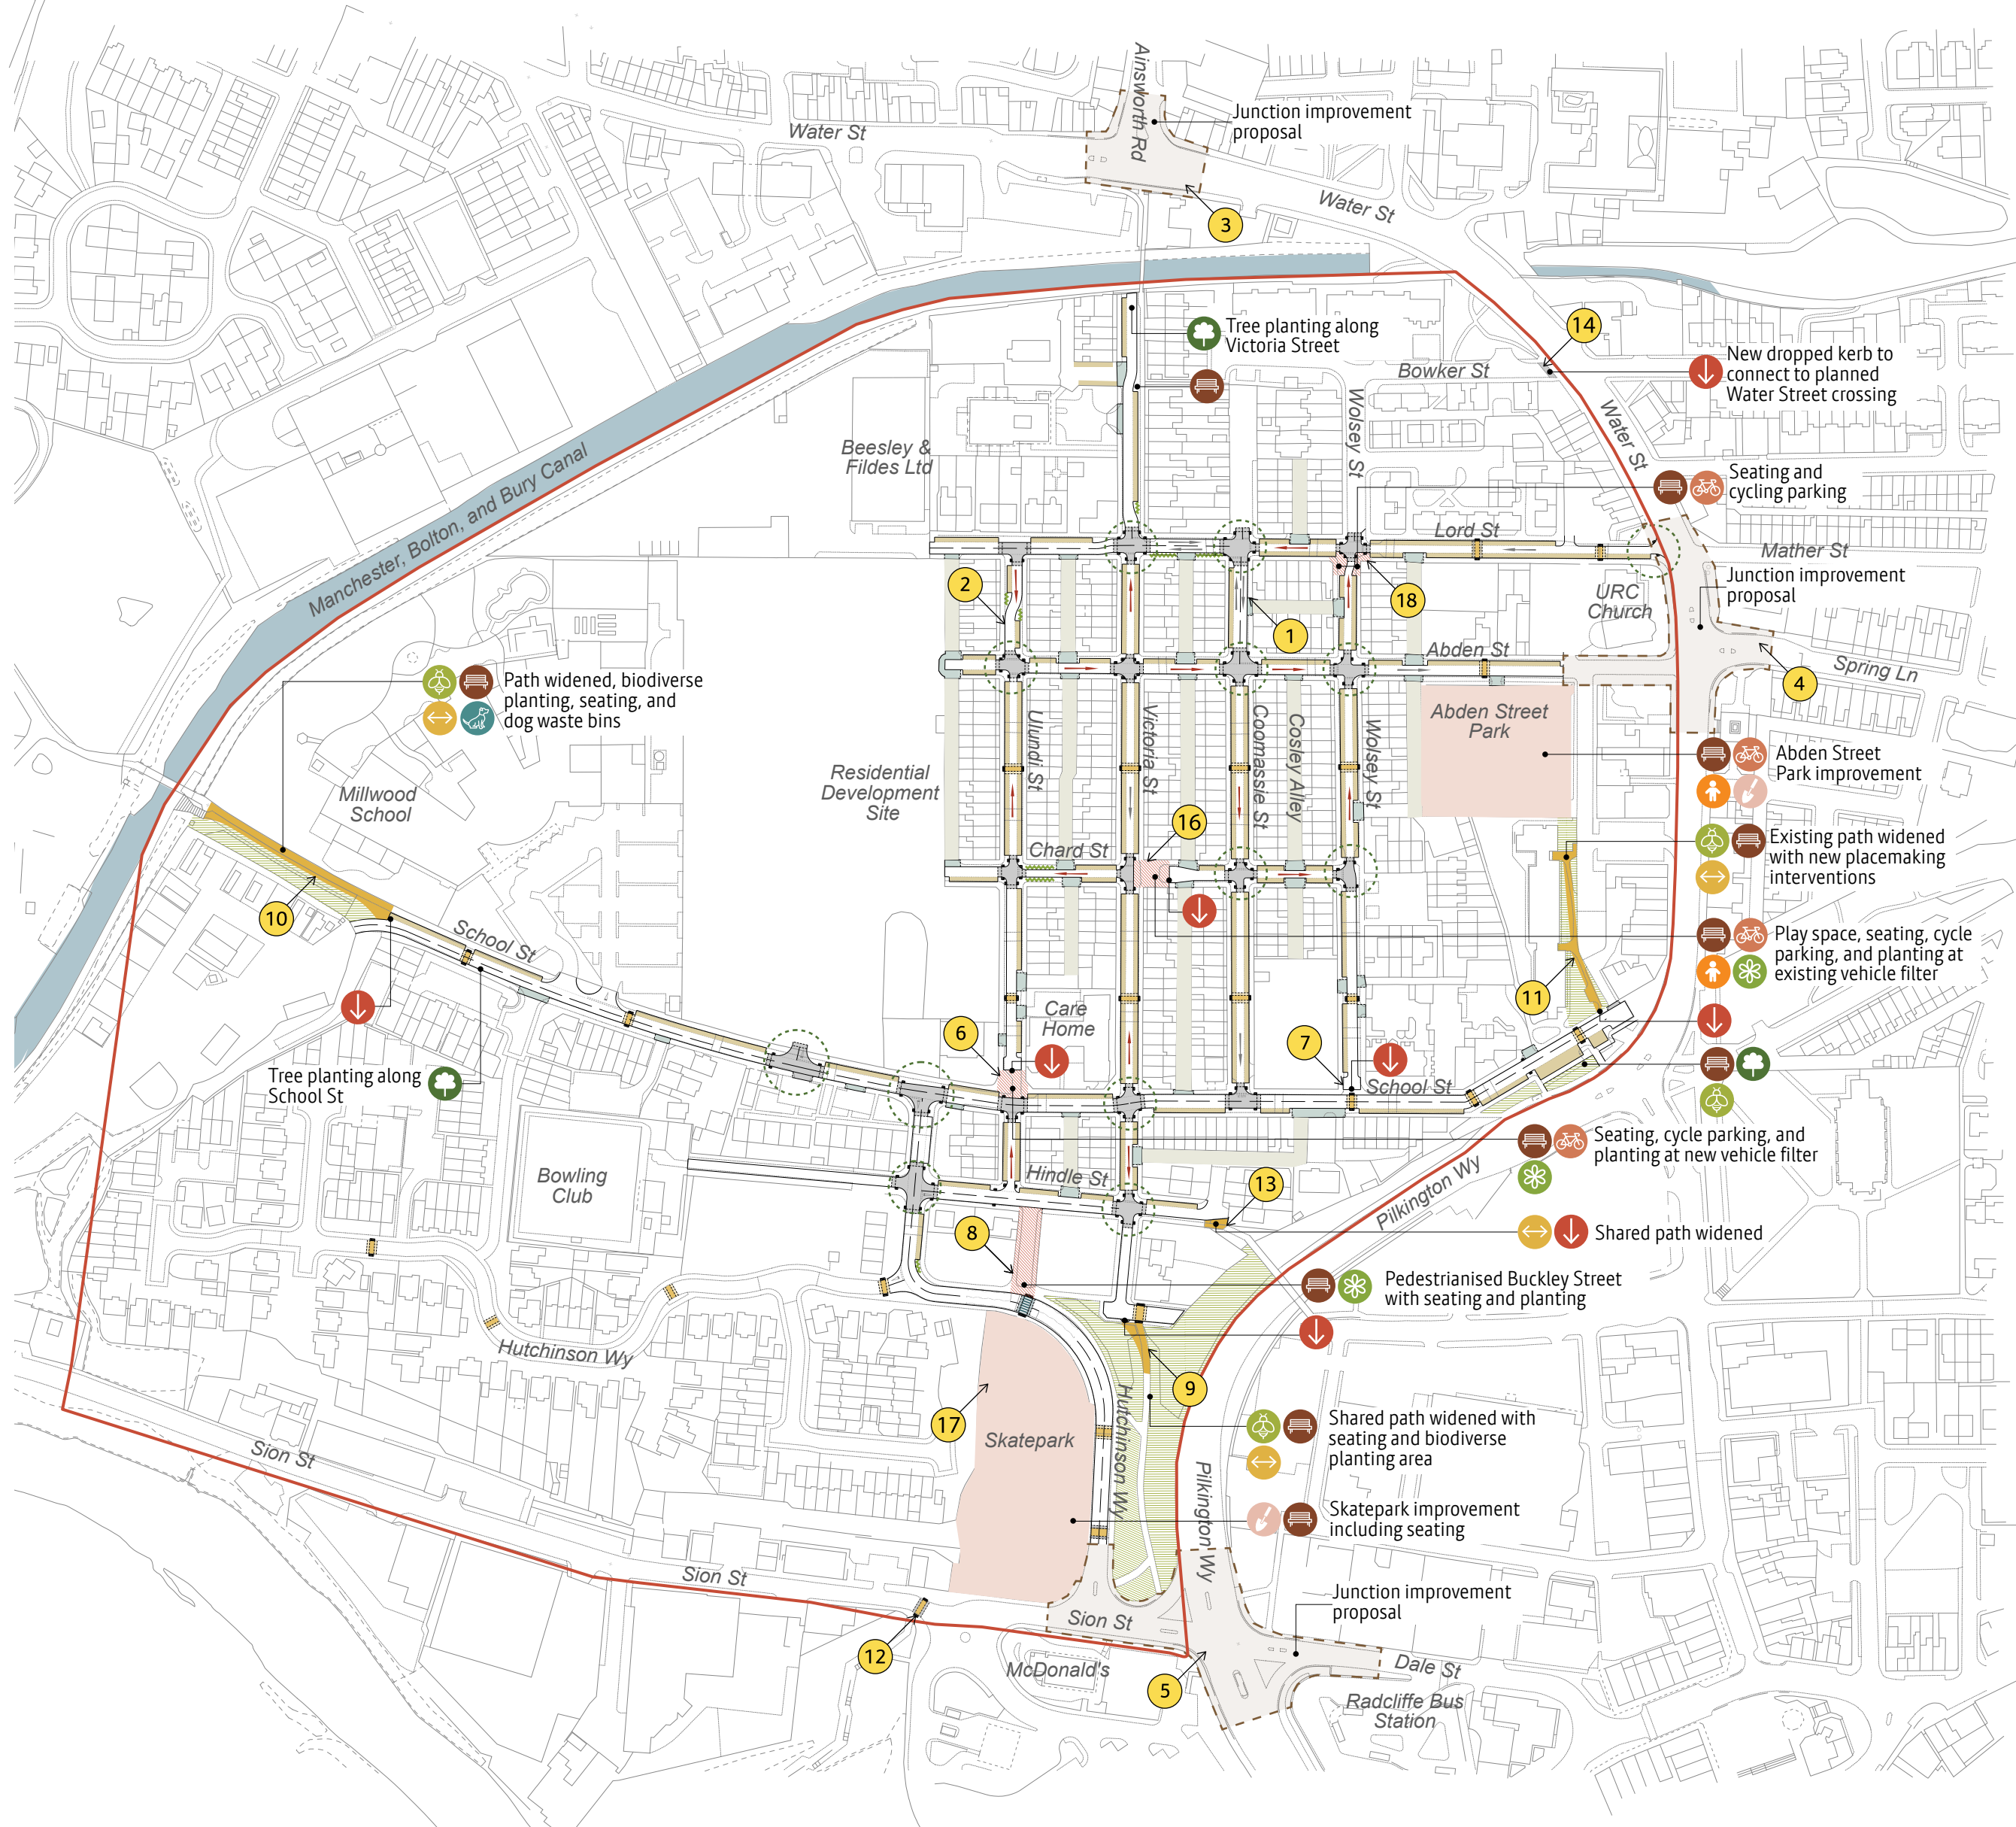 Ainsworth Rd
Junction improvement
proposal
Water St
Water St
3
Tree planting along
Victoria Street
14
New dropped kerb to
connect to planned
Water Street crossing
Bowker St
Wolsey St
Water St
Beesley &
Fildes Ltd
Manchester, Bolton, and Bury Canal
Seating and
cycling parking
Lord St
Mather St
Junction improvement
proposal
2
18
URC
Church
1
Abden St
Spring Ln
4
Path widened, biodiverse
planting, seating, and
dog waste bins
Ulundi St
Victoria St
Coomassie St
Cosley Alley
Wolsey St
Abden Street
Park
Abden Street
Park improvement
Residential
Development
Site
Millwood
School
16
Chard St
Existing path widened
with new placemaking
interventions
10
School St
Play space, seating, cycle
parking, and planting at
existing vehicle filter
11
Care
Home
6
7
School St
Tree planting along
School St
Seating, cycle parking, and
planting at new vehicle filter
Bowling
Club
Hindle St
13
Pilkington Wy
8
Shared path widened
Pedestrianised Buckley Street
with seating and planting
Hutchinson Wy
9
17
Skatepark
Hutchinson Wy
Shared path widened with
seating and biodiverse
planting area
Sion St
Pilkington Wy
Skatepark improvement
including seating
Sion St
Junction improvement
proposal
Sion St
12
McDonald's
5
Dale St
Radcliffe Bus
Station